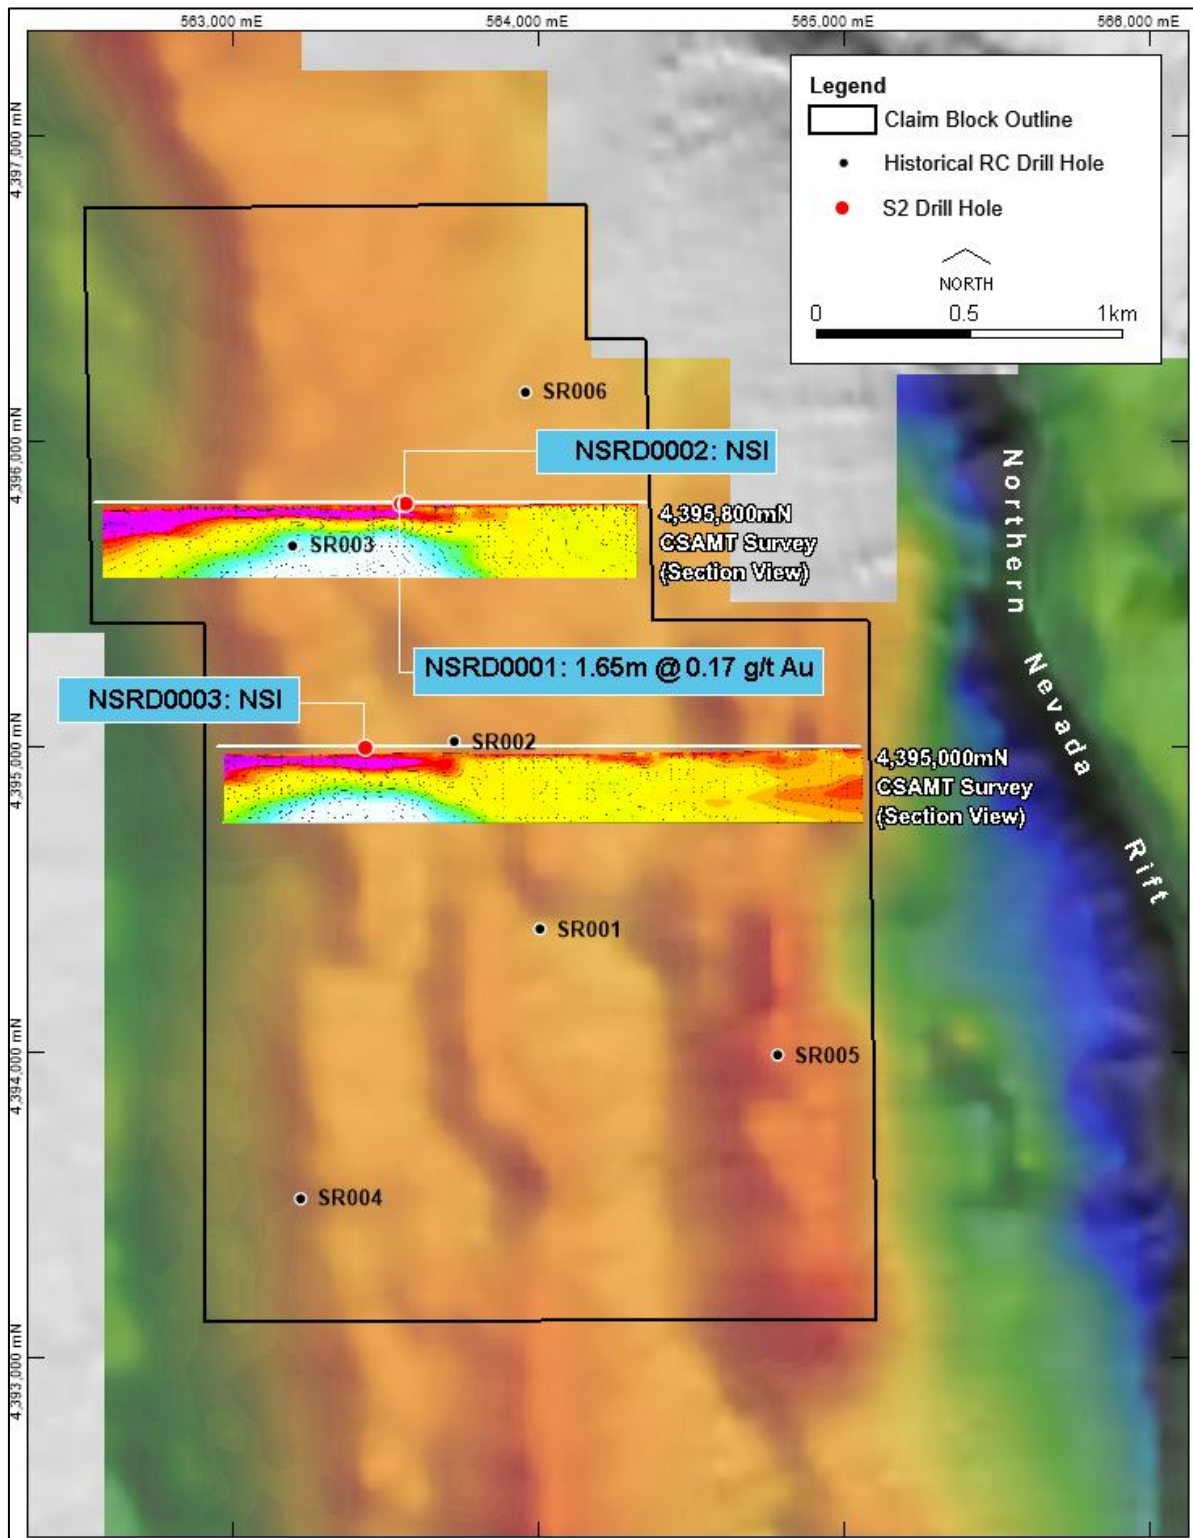 563,000 mE
564,000 mE
565,000 mE
566,000 mE
Legend
Claim Block Outline
Historical RC Drill Hole
S2 Drill Hole
NORTH
0 0.5 1km
4,397,000 mN
SR006
4,396,000 mN
NSRD0002: NSI
Northern Nevada Rift
4,395,800mN
CSAMT Survey
(Section View)
SR003
NSRD0001: 1.65m @ 0.17 g/t Au
NSRD0003: NSI
SR002
4,395,000 mN
4,395,000mN
CSAMT Survey
(Section View)
SR001
4,394,000 mN
SR005
SR004
4,393,000 mN